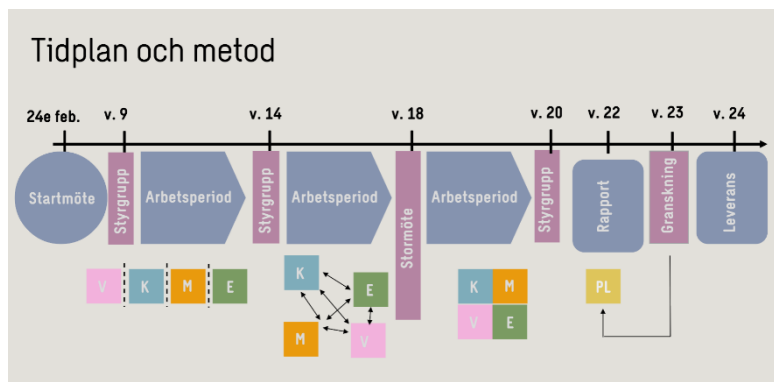 Tidplan och metod
24e feb.
v. 9
v. 14
v. 18
v. 20
v. 22
v. 23
v. 24
Startmöte
Styrgrupp
Arbetsperiod
Styrgrupp
Arbetsperiod
Stormöte
Arbetsperiod
Styrgrupp
Rapport
Granskning
Leverans
V
K
M
E
K
E
M
V
K
M
V
E
PL